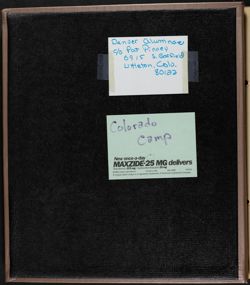 Denver Alumnae
c/o Pat Pinney
6915 S. Garfield
Littleton, Colo.
80122
Colorado
Camp
New once-a-day
MAXZIDE-25 MG delivers